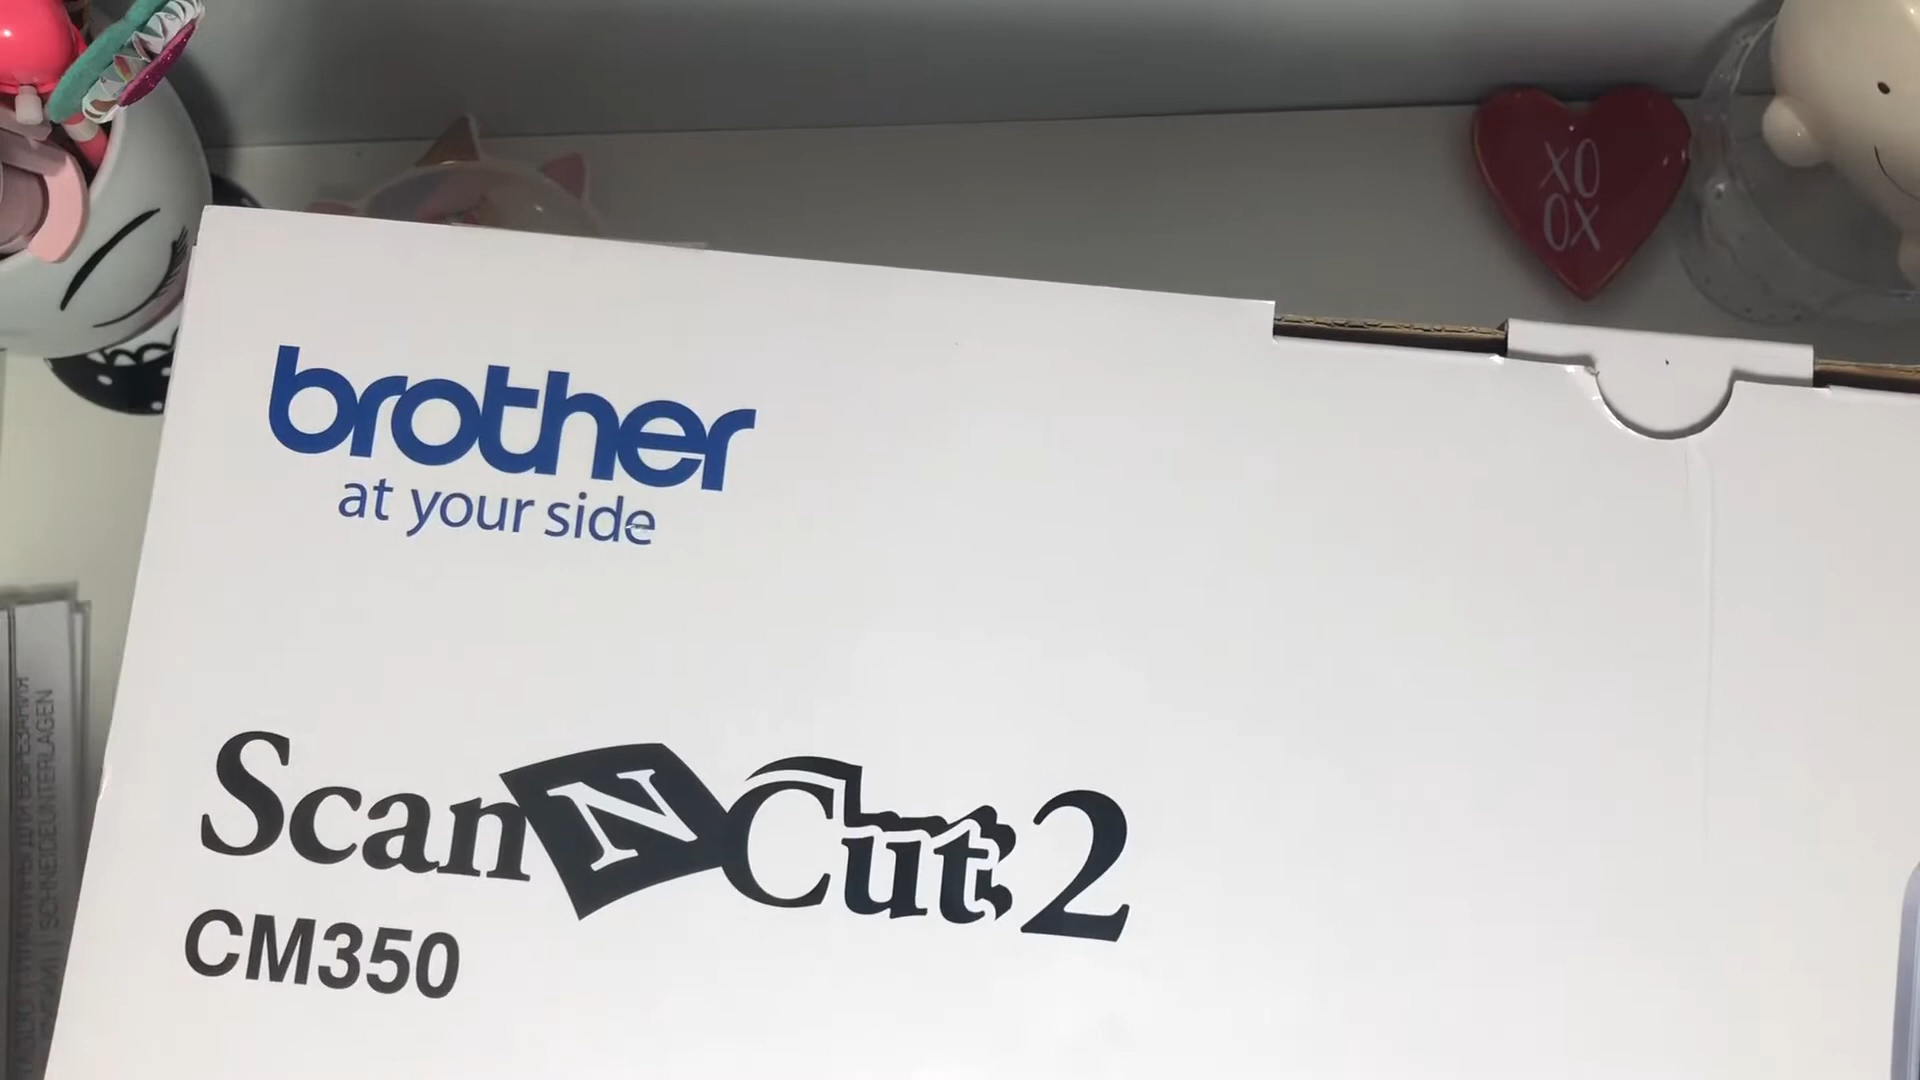 XO
OX
brother
at your side
ScanNCut2
CM350
SCHNEIDEUNTERLAGEN